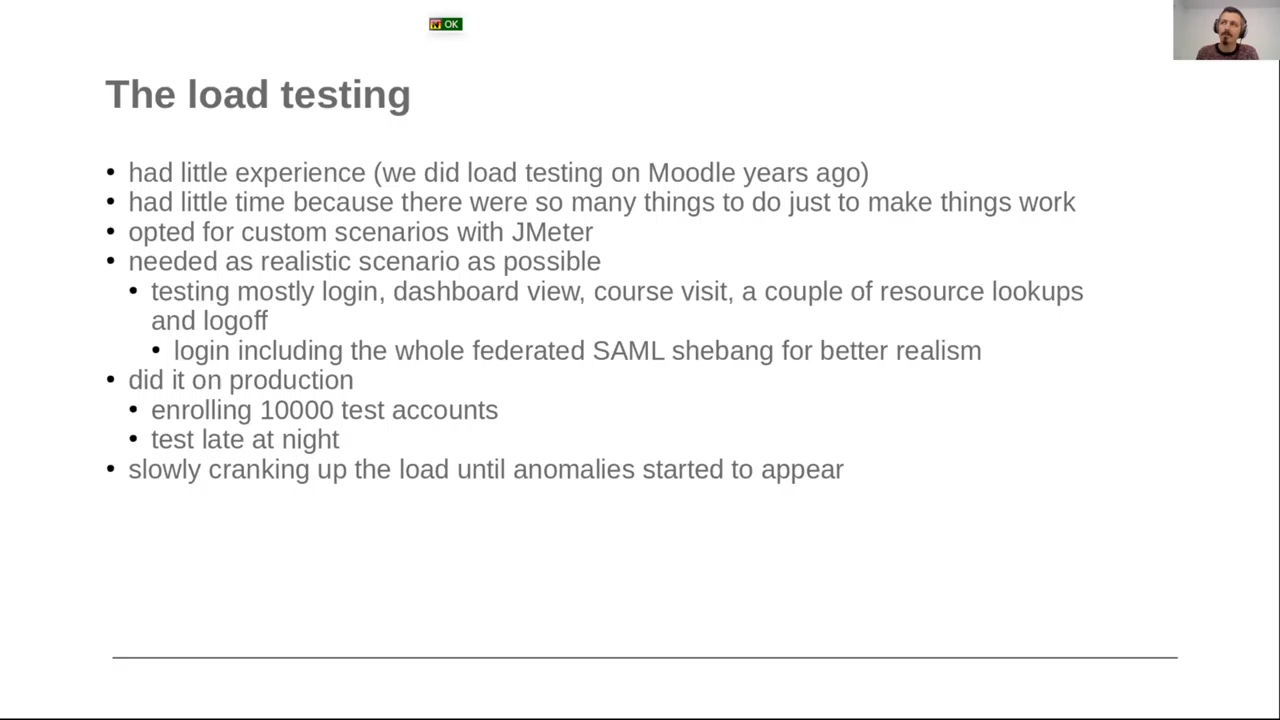 OK
The load testing
• had little experience (we did load testing on Moodle years ago)
• had little time because there were so many things to do just to make things work
• opted for custom scenarios with JMeter
• needed as realistic scenario as possible
• testing mostly login, dashboard view, course visit, a couple of resource lookups
and logoff
• login including the whole federated SAML shebang for better realism
• did it on production
• enrolling 10000 test accounts
• test late at night
• slowly cranking up the load until anomalies started to appear